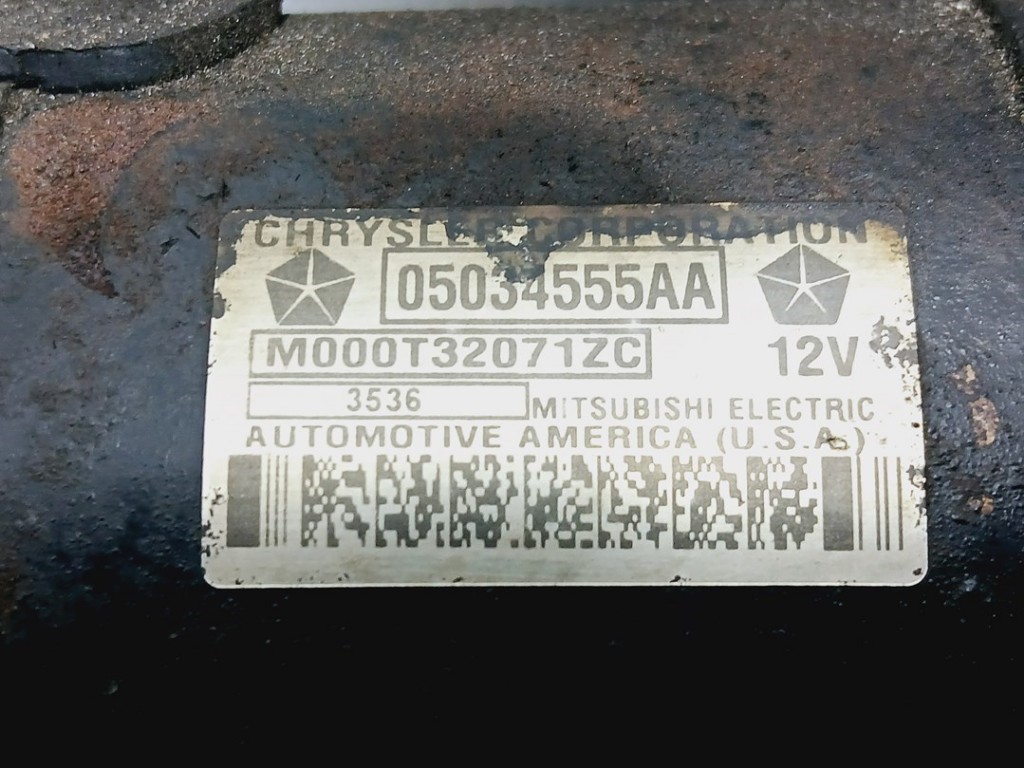 CHRYSLER CORPORATION
05034555AA
M000T32071ZC 12V
3536 MITSUBISHI ELECTRIC
AUTOMOTIVE AMERICA (U.S.A.)